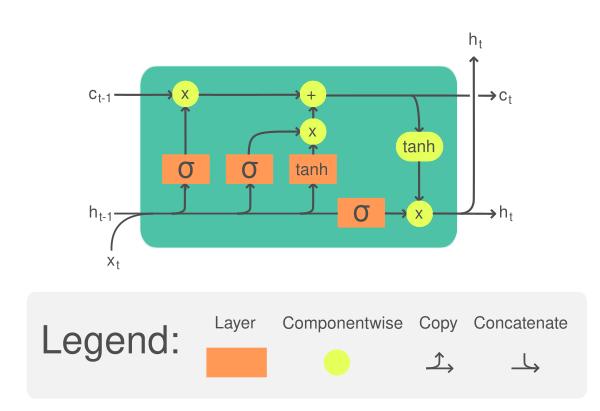 h_t
c_{t-1} x + c_t
x
σ σ tanh tanh
h_{t-1} σ x h_t
x_t
Legend:
Layer Componentwise Copy Concatenate